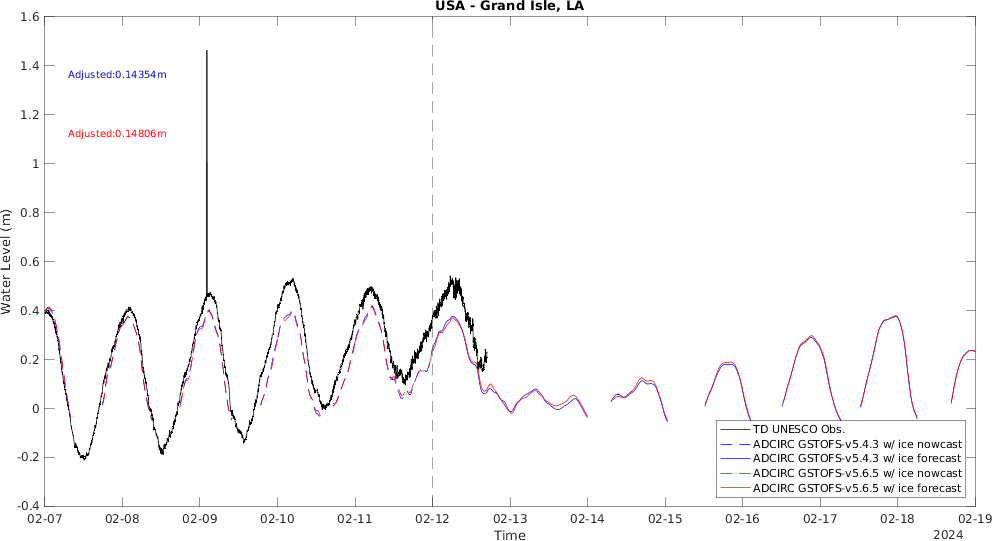 USA - Grand Isle, LA
Water Level (m)
1.6
1.4
1.2
1
0.8
0.6
0.4
0.2
0
-0.2
-0.4
Adjusted:0.14354m
Adjusted:0.14806m
TD UNESCO Obs.
ADCIRC GSTOFS-v5.4.3 w/ ice nowcast
ADCIRC GSTOFS-v5.4.3 w/ ice forecast
ADCIRC GSTOFS-v5.6.5 w/ ice nowcast
ADCIRC GSTOFS-v5.6.5 w/ ice forecast
02-07 02-08 02-09 02-10 02-11 02-12 02-13 02-14 02-15 02-16 02-17 02-18 02-19
Time
2024